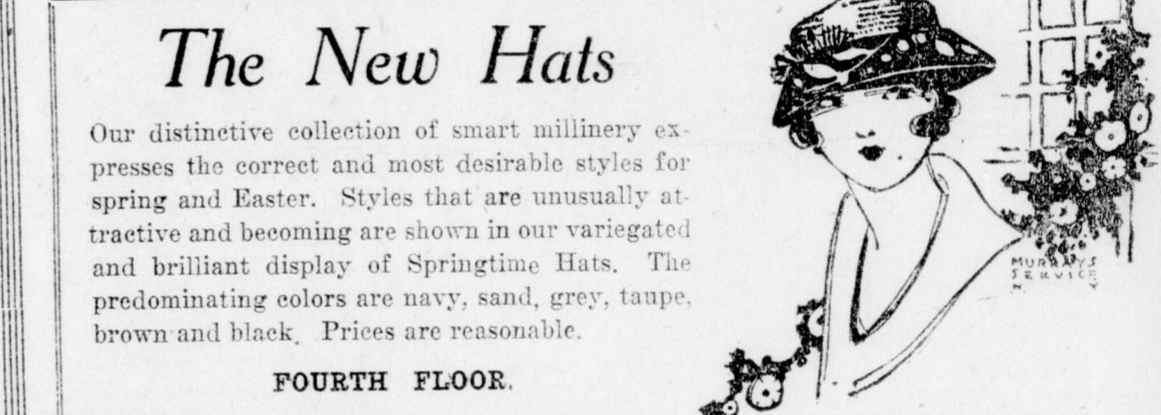 The New Hats
Our distinctive collection of smart millinery ex-
presses the correct and most desirable styles for
spring and Easter. Styles that are unusually at-
tractive and becoming are shown in our variegated
and brilliant display of Springtime Hats. The
predominating colors are navy, sand, grey, taupe,
brown and black. Prices are reasonable.
FOURTH FLOOR.
MURRAYS
SERVICE
N. Y.